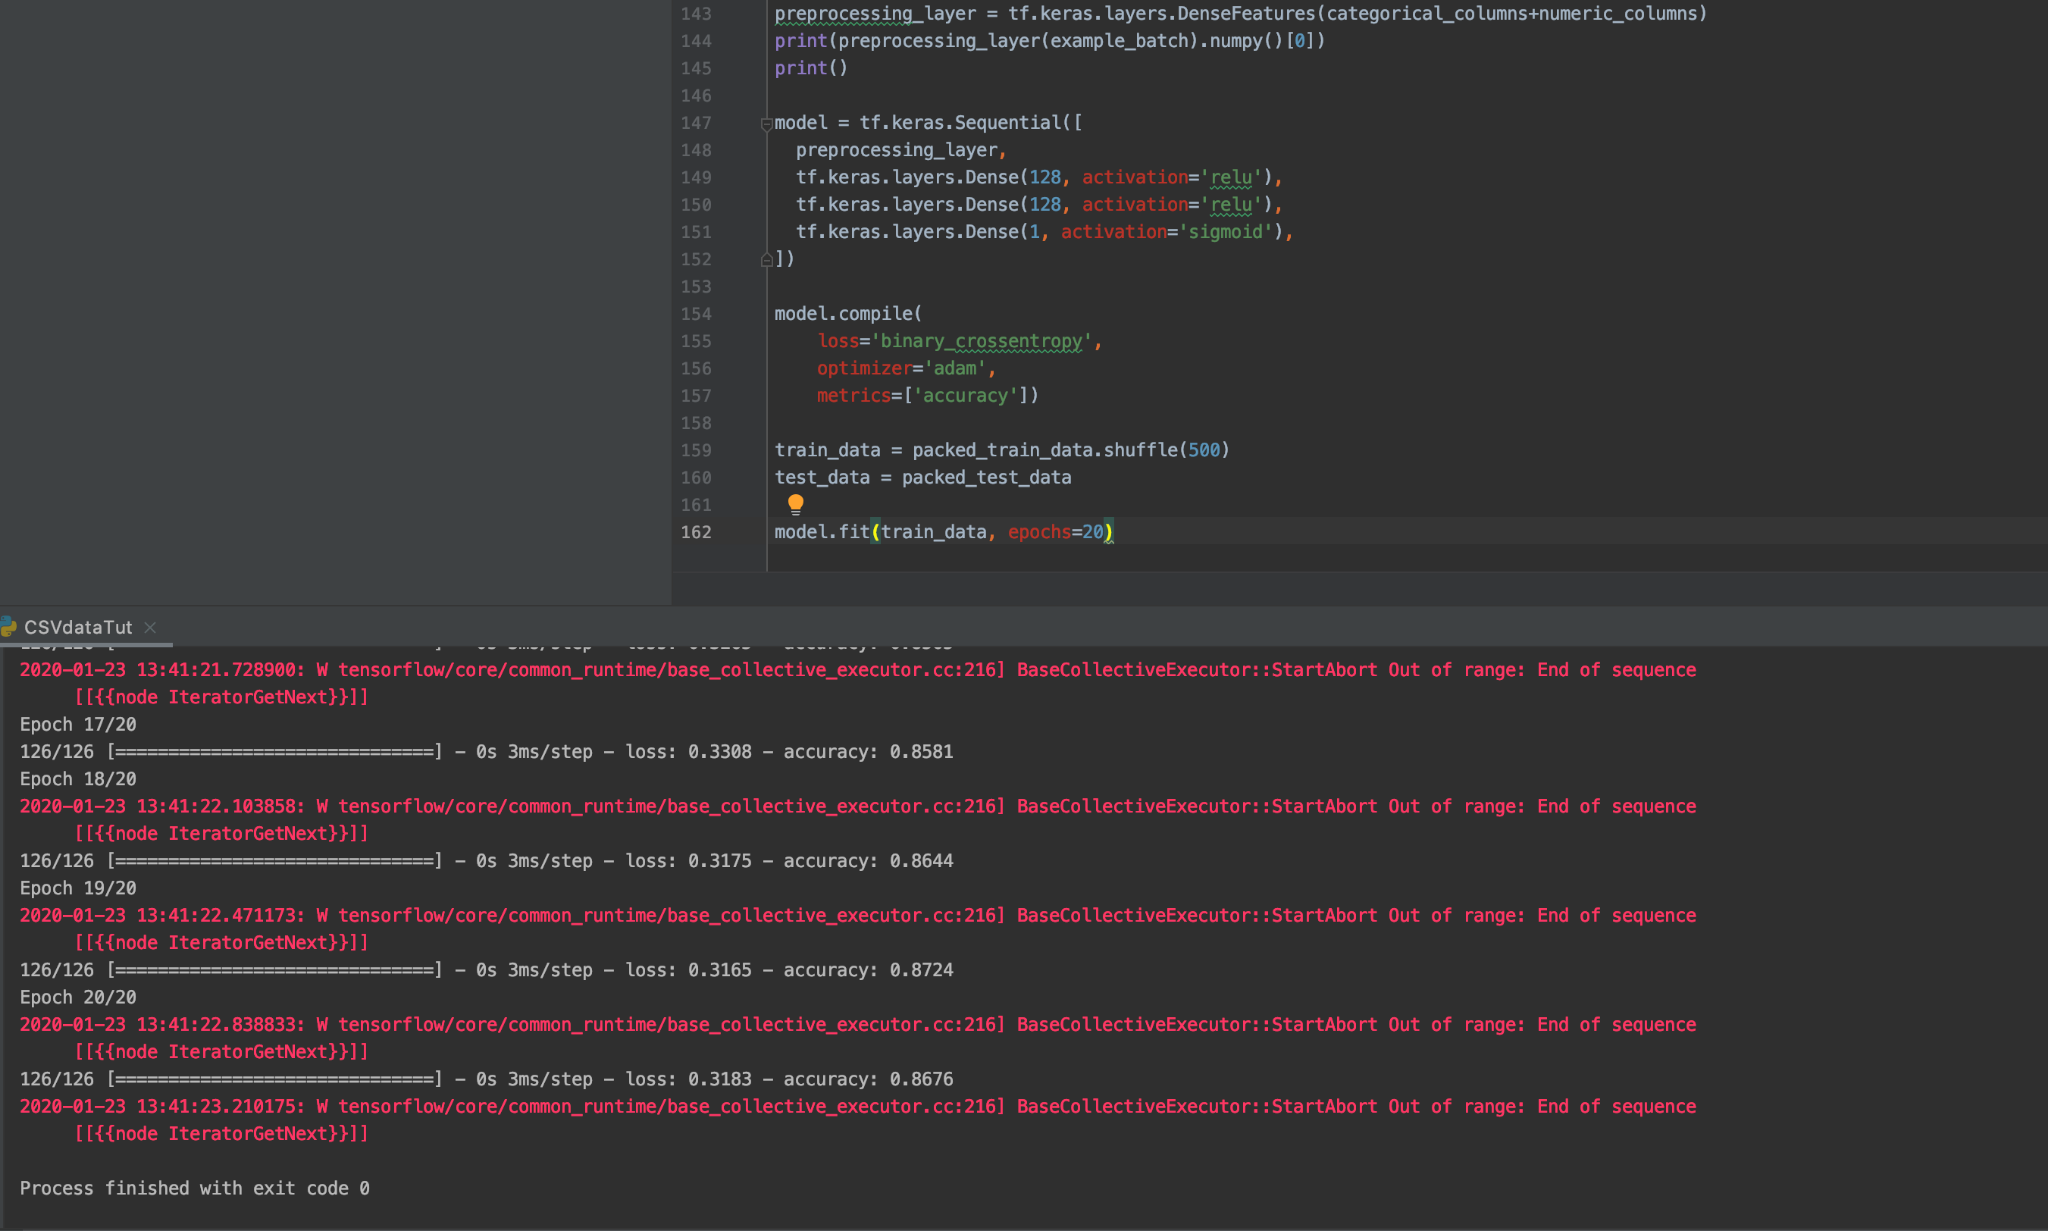 143 preprocessing_layer = tf.keras.layers.DenseFeatures(categorical_columns+numeric_columns)
144 print(preprocessing_layer(example_batch).numpy()[0])
145 print()
146
147 model = tf.keras.Sequential([
148 preprocessing_layer,
149 tf.keras.layers.Dense(128, activation='relu'),
150 tf.keras.layers.Dense(128, activation='relu'),
151 tf.keras.layers.Dense(1, activation='sigmoid'),
152 ])
153
154 model.compile(
155 loss='binary_crossentropy',
156 optimizer='adam',
157 metrics=['accuracy'])
158
159 train_data = packed_train_data.shuffle(500)
160 test_data = packed_test_data
161
162 model.fit(train_data, epochs=20)
CSVdataTut
2020-01-23 13:41:21.728900: W tensorflow/core/common_runtime/base_collective_executor.cc:216] BaseCollectiveExecutor::StartAbort Out of range: End of sequence
[[{{node IteratorGetNext}}]]
Epoch 17/20
126/126 [==============================] - 0s 3ms/step - loss: 0.3308 - accuracy: 0.8581
Epoch 18/20
2020-01-23 13:41:22.103858: W tensorflow/core/common_runtime/base_collective_executor.cc:216] BaseCollectiveExecutor::StartAbort Out of range: End of sequence
[[{{node IteratorGetNext}}]]
126/126 [==============================] - 0s 3ms/step - loss: 0.3175 - accuracy: 0.8644
Epoch 19/20
2020-01-23 13:41:22.471173: W tensorflow/core/common_runtime/base_collective_executor.cc:216] BaseCollectiveExecutor::StartAbort Out of range: End of sequence
[[{{node IteratorGetNext}}]]
126/126 [==============================] - 0s 3ms/step - loss: 0.3165 - accuracy: 0.8724
Epoch 20/20
2020-01-23 13:41:22.838833: W tensorflow/core/common_runtime/base_collective_executor.cc:216] BaseCollectiveExecutor::StartAbort Out of range: End of sequence
[[{{node IteratorGetNext}}]]
126/126 [==============================] - 0s 3ms/step - loss: 0.3183 - accuracy: 0.8676
2020-01-23 13:41:23.210175: W tensorflow/core/common_runtime/base_collective_executor.cc:216] BaseCollectiveExecutor::StartAbort Out of range: End of sequence
[[{{node IteratorGetNext}}]]
Process finished with exit code 0